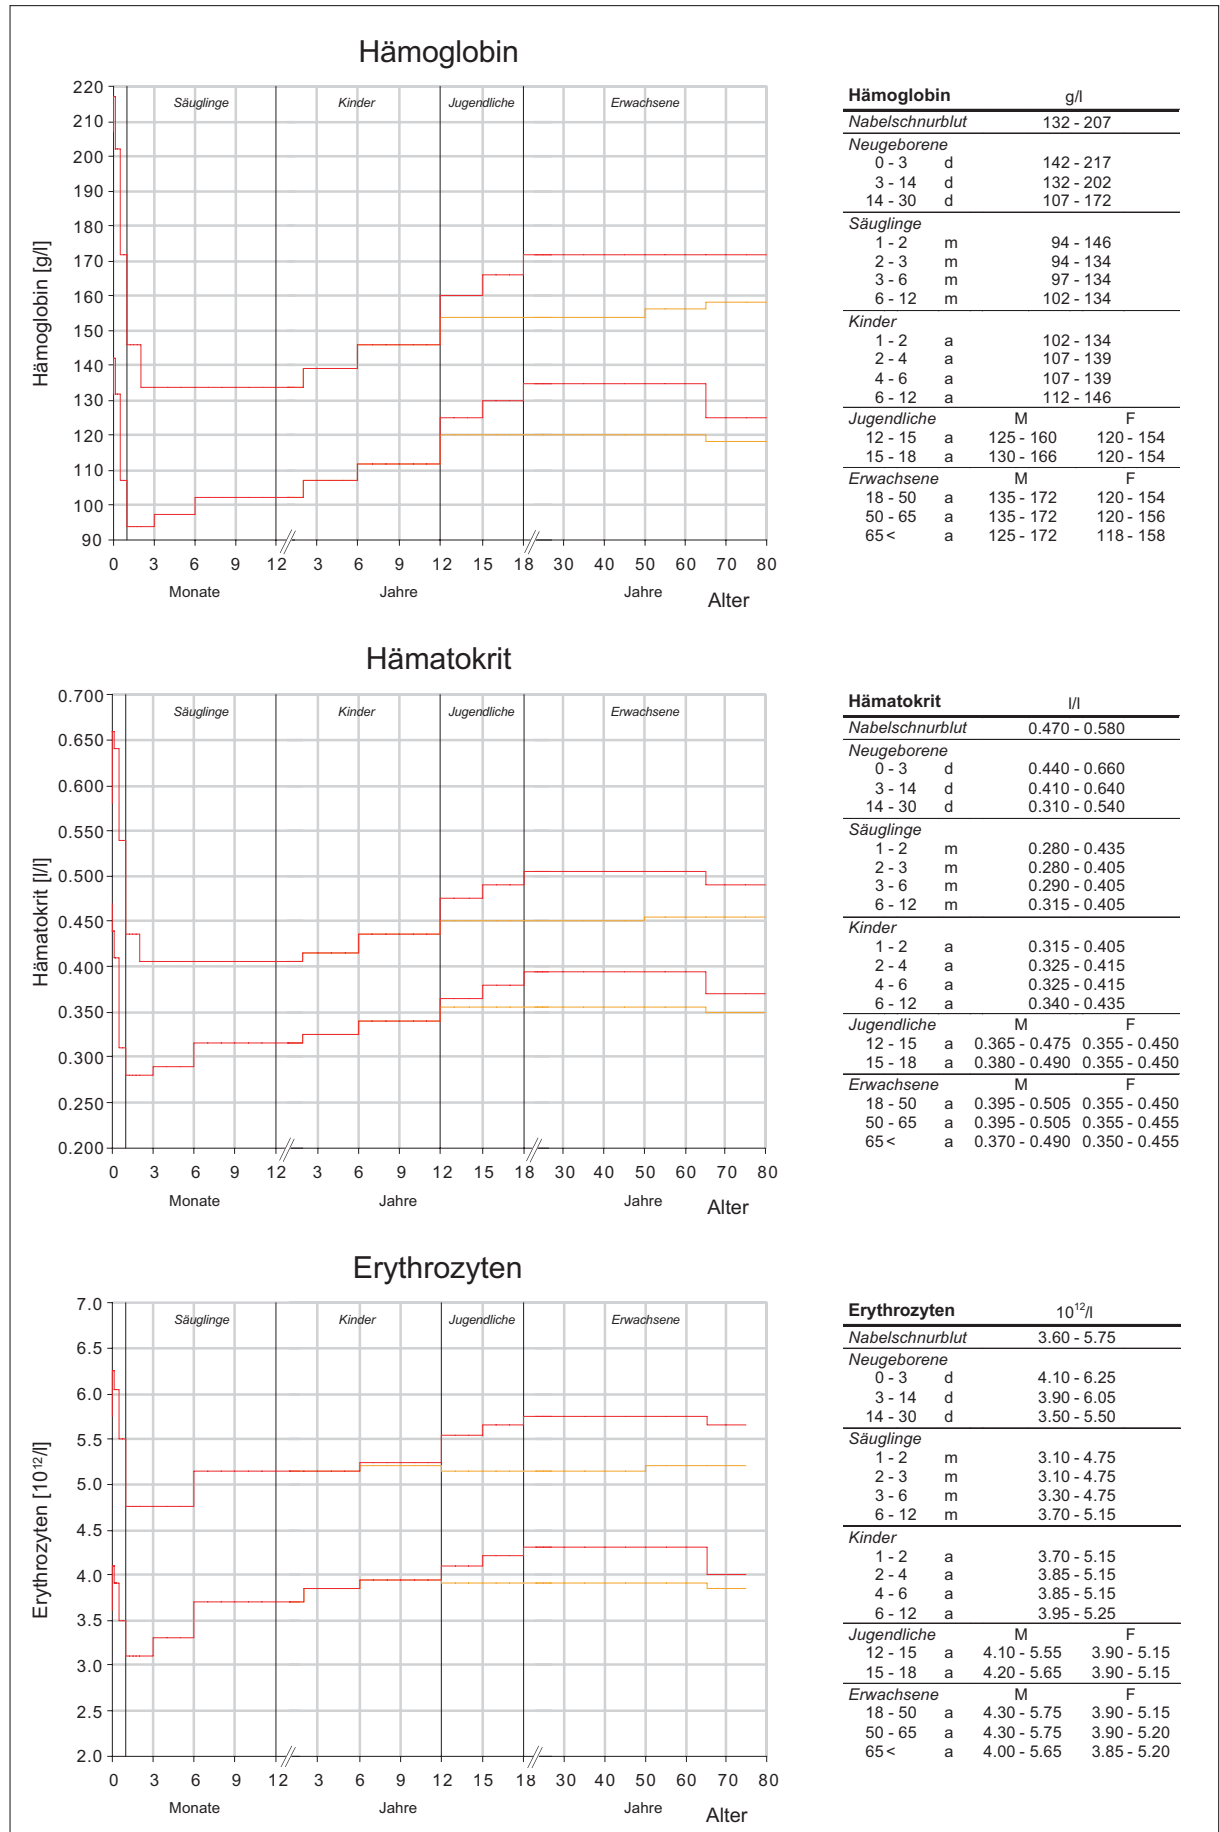 Hämoglobin
220
210
200
190
180
170
160
150
140
130
120
110
100
90
Hämoglobin [g/l]
Säuglinge Kinder Jugendliche Erwachsene
0 3 6 9 12 3 6 9 12 15 18 30 40 50 60 70 80
Monate Jahre Jahre Alter
Hämoglobin g/l
Nabelschnurblut 132 - 207
Neugeborene
0 - 3 d 142 - 217
3 - 14 d 132 - 202
14 - 30 d 107 - 172
Säuglinge
1 - 2 m 94 - 146
2 - 3 m 94 - 134
3 - 6 m 97 - 134
6 - 12 m 102 - 134
Kinder
1 - 2 a 102 - 134
2 - 4 a 107 - 139
4 - 6 a 107 - 139
6 - 12 a 112 - 146
Jugendliche M F
12 - 15 a 125 - 160 120 - 154
15 - 18 a 130 - 166 120 - 154
Erwachsene M F
18 - 50 a 135 - 172 120 - 154
50 - 65 a 135 - 172 120 - 156
65 < a 125 - 172 118 - 158
Hämatokrit
0.700
0.650
0.600
0.550
0.500
0.450
0.400
0.350
0.300
0.250
0.200
Hämatokrit [l/l]
Säuglinge Kinder Jugendliche Erwachsene
0 3 6 9 12 3 6 9 12 15 18 30 40 50 60 70 80
Monate Jahre Jahre Alter
Hämatokrit l/l
Nabelschnurblut 0.470 - 0.580
Neugeborene
0 - 3 d 0.440 - 0.660
3 - 14 d 0.410 - 0.640
14 - 30 d 0.310 - 0.540
Säuglinge
1 - 2 m 0.280 - 0.435
2 - 3 m 0.280 - 0.405
3 - 6 m 0.290 - 0.405
6 - 12 m 0.315 - 0.405
Kinder
1 - 2 a 0.315 - 0.405
2 - 4 a 0.325 - 0.415
4 - 6 a 0.325 - 0.415
6 - 12 a 0.340 - 0.435
Jugendliche M F
12 - 15 a 0.365 - 0.475 0.355 - 0.450
15 - 18 a 0.380 - 0.490 0.355 - 0.450
Erwachsene M F
18 - 50 a 0.395 - 0.505 0.355 - 0.450
50 - 65 a 0.395 - 0.505 0.355 - 0.455
65 < a 0.370 - 0.490 0.350 - 0.455
Erythrozyten
7.0
6.5
6.0
5.5
5.0
4.5
4.0
3.5
3.0
2.5
2.0
Erythrozyten [10¹²/l]
Säuglinge Kinder Jugendliche Erwachsene
0 3 6 9 12 3 6 9 12 15 18 30 40 50 60 70 80
Monate Jahre Jahre Alter
Erythrozyten 10¹²/l
Nabelschnurblut 3.60 - 5.75
Neugeborene
0 - 3 d 4.10 - 6.25
3 - 14 d 3.90 - 6.05
14 - 30 d 3.50 - 5.50
Säuglinge
1 - 2 m 3.10 - 4.75
2 - 3 m 3.10 - 4.75
3 - 6 m 3.30 - 4.75
6 - 12 m 3.70 - 5.15
Kinder
1 - 2 a 3.70 - 5.15
2 - 4 a 3.85 - 5.15
4 - 6 a 3.85 - 5.15
6 - 12 a 3.95 - 5.25
Jugendliche M F
12 - 15 a 4.10 - 5.55 3.90 - 5.15
15 - 18 a 4.20 - 5.65 3.90 - 5.15
Erwachsene M F
18 - 50 a 4.30 - 5.75 3.90 - 5.15
50 - 65 a 4.30 - 5.75 3.90 - 5.20
65 < a 4.00 - 5.65 3.85 - 5.20